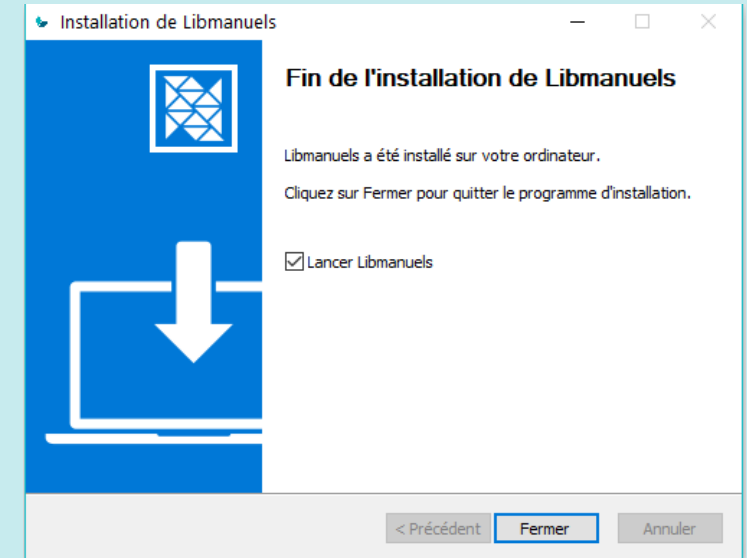 Installation de Libmanuels
Fin de l'installation de Libmanuels
Libmanuels a été installé sur votre ordinateur.
Cliquez sur Fermer pour quitter le programme d'installation.
Lancer Libmanuels
< Précédent Fermer Annuler